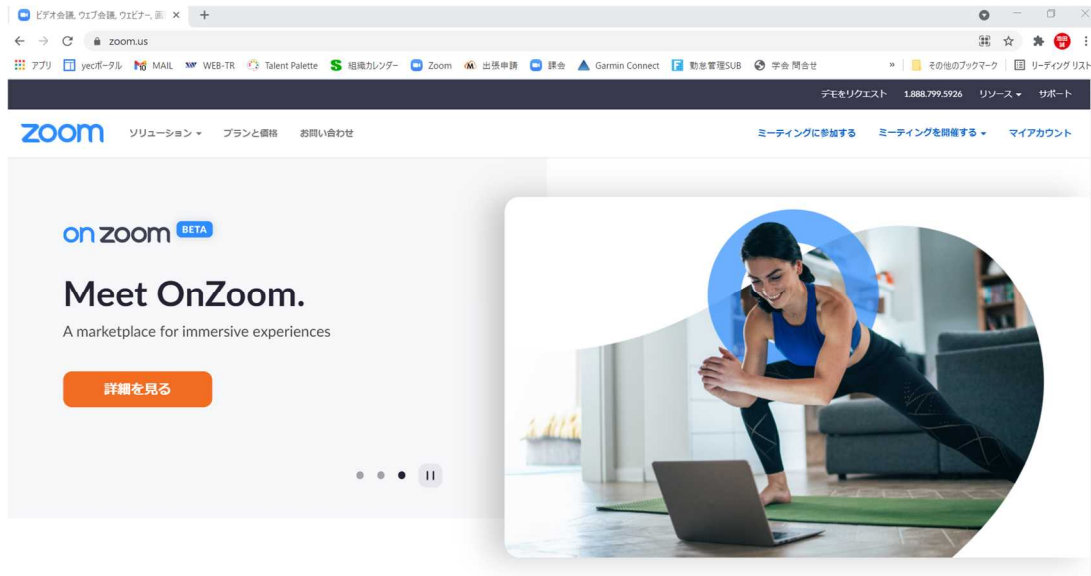 ビデオ会議, ウェブ会議, ウェビナー, 画
zoom.us
アプリ yecポータル MAIL WEB-TR Talent Palette 組織カレンダー Zoom 出張申請 課会 Garmin Connect 勤怠管理SUB 学会 問合せ » その他のブックマーク リーディング リスト
デモをリクエスト 1.888.799.5926 リソース サポート
zoom ソリューション プランと価格 お問い合わせ ミーティングに参加する ミーティングを開催する マイアカウント
on zoom BETA
Meet OnZoom.
A marketplace for immersive experiences
詳細を見る